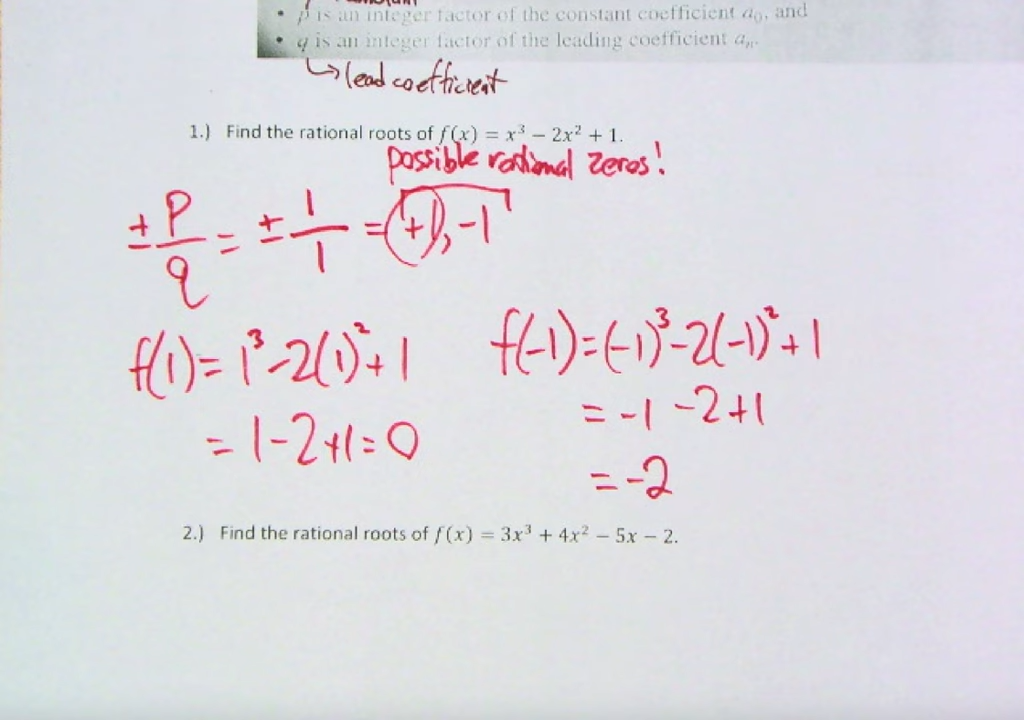 • p is an integer factor of the constant coefficient a₀, and
• q is an integer factor of the leading coefficient aₙ.
↳ lead coefficient
1.) Find the rational roots of f(x) = x³ − 2x² + 1.
possible rational zeros!
± p/q = ± 1/1 = +1, -1
f(1) = 1³ - 2(1)² + 1
= 1 - 2 + 1 = 0
f(-1) = (-1)³ - 2(-1)² + 1
= -1 - 2 + 1
= -2
2.) Find the rational roots of f(x) = 3x³ + 4x² − 5x − 2.